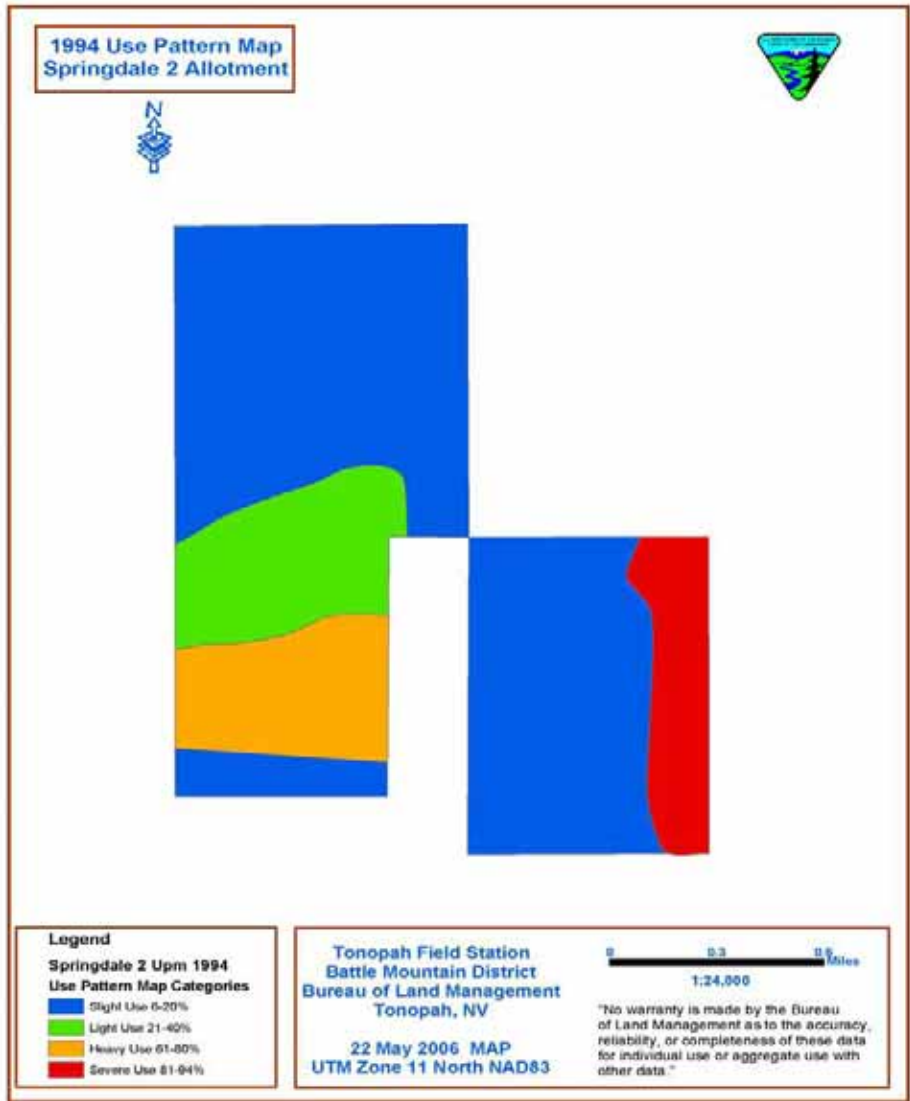 1994 Use Pattern Map
Springdale 2 Allotment
N
Legend
Springdale 2 Upm 1994
Use Pattern Map Categories
Slight Use 6-20%
Light Use 21-40%
Heavy Use 61-80%
Severe Use 81-94%
Tonopah Field Station
Battle Mountain District
Bureau of Land Management
Tonopah, NV
22 May 2006 MAP
UTM Zone 11 North NAD83
0 0.3 0.6
Miles
1:24,000
"No warranty is made by the Bureau
of Land Management as to the accuracy,
reliability, or completeness of these data
for individual use or aggregate use with
other data."